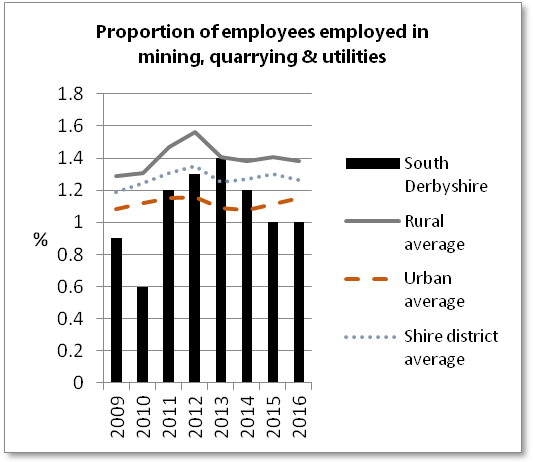 Proportion of employees employed in
mining, quarrying & utilities
1.8
1.6
1.4
1.2
1
0.8
0.6
0.4
0.2
0
%
2009
2010
2011
2012
2013
2014
2015
2016
South
Derbyshire
Rural
average
Urban
average
Shire district
average